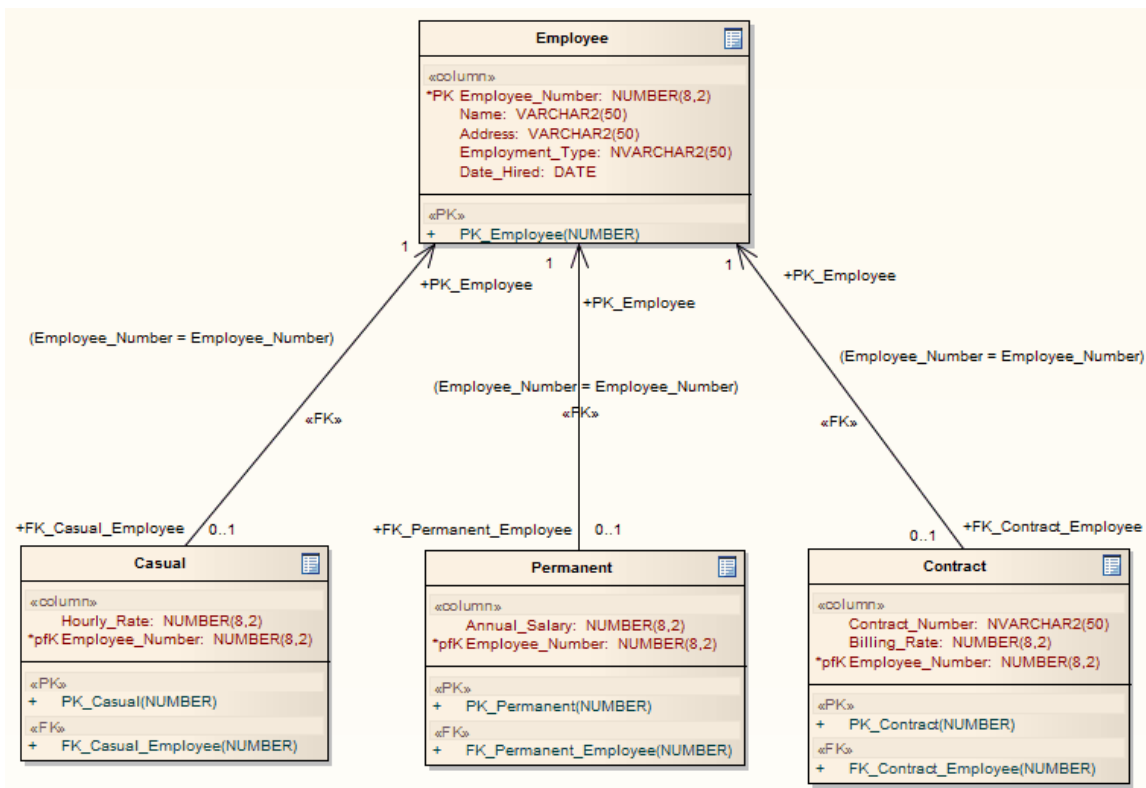 Employee
«column»
*PK Employee_Number: NUMBER(8,2)
Name: VARCHAR2(50)
Address: VARCHAR2(50)
Employment_Type: NVARCHAR2(50)
Date_Hired: DATE
«PK»
+ PK_Employee(NUMBER)
1
1
1
+PK_Employee
+PK_Employee
+PK_Employee
(Employee_Number = Employee_Number)
(Employee_Number = Employee_Number)
(Employee_Number = Employee_Number)
«FK»
«FK»
«FK»
+FK_Casual_Employee 0..1
+FK_Permanent_Employee 0..1
+FK_Contract_Employee
0..1
Casual
«column»
Hourly_Rate: NUMBER(8,2)
*pfK Employee_Number: NUMBER(8,2)
«PK»
+ PK_Casual(NUMBER)
«FK»
+ FK_Casual_Employee(NUMBER)
Permanent
«column»
Annual_Salary: NUMBER(8,2)
*pfK Employee_Number: NUMBER(8,2)
«PK»
+ PK_Permanent(NUMBER)
«FK»
+ FK_Permanent_Employee(NUMBER)
Contract
«column»
Contract_Number: NVARCHAR2(50)
Billing_Rate: NUMBER(8,2)
*pfK Employee_Number: NUMBER(8,2)
«PK»
+ PK_Contract(NUMBER)
«FK»
+ FK_Contract_Employee(NUMBER)